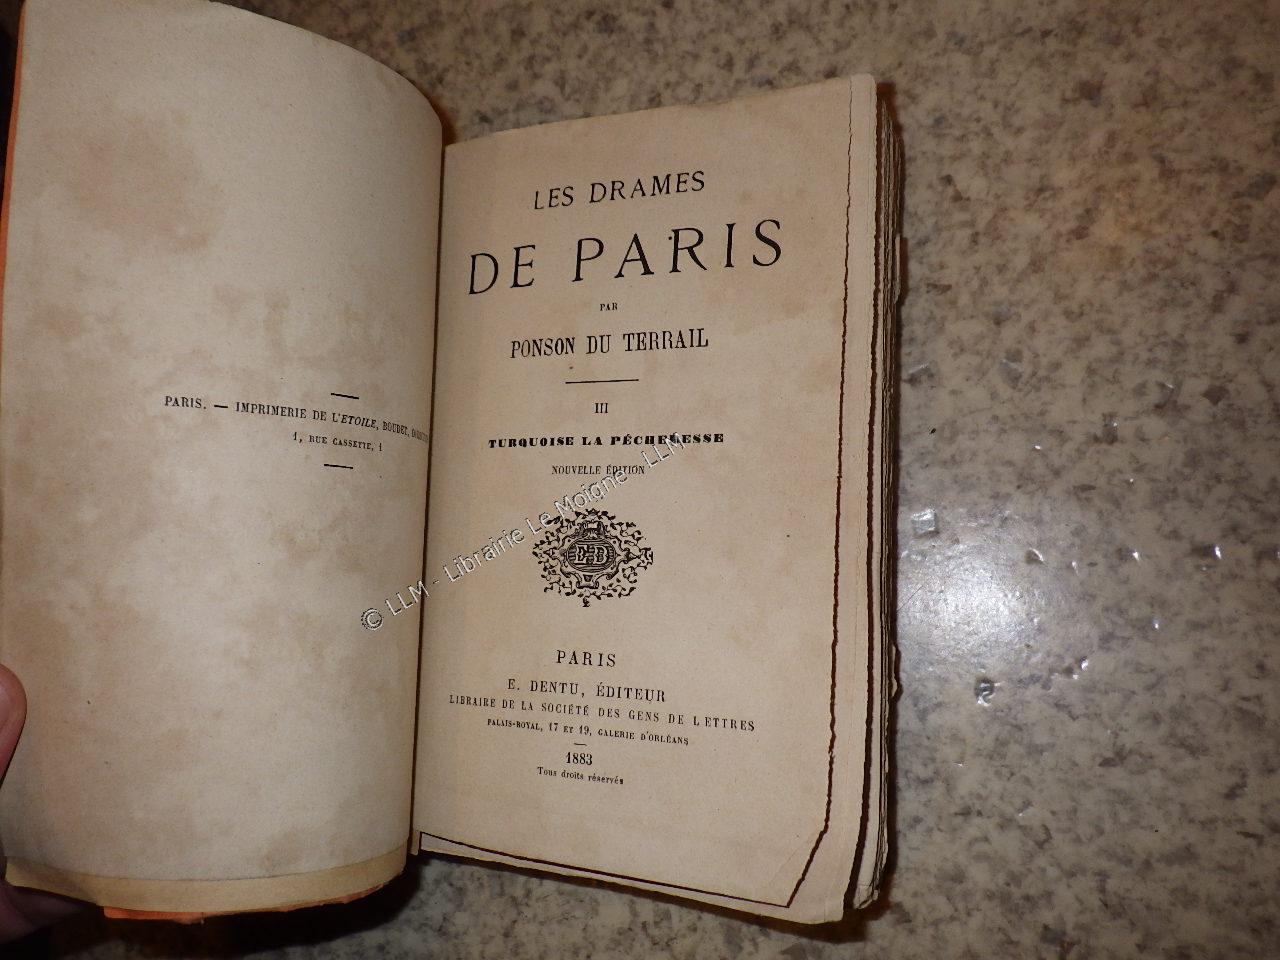 PARIS. — IMPRIMERIE DE L'ETOILE, BOUDET,
1, RUE CASSETTE, 1
LES DRAMES
DE PARIS
PAR
PONSON DU TERRAIL
III
TURQUOISE LA PÉCHERESSE
NOUVELLE ÉDITION
ED
PARIS
E. DENTU, ÉDITEUR
LIBRAIRE DE LA SOCIÉTÉ DES GENS DE LETTRES
PALAIS-ROYAL, 17 ET 19, GALERIE D'ORLÉANS
1883
Tous droits réservés
© LLM - Librairie Le Moigne - LLM